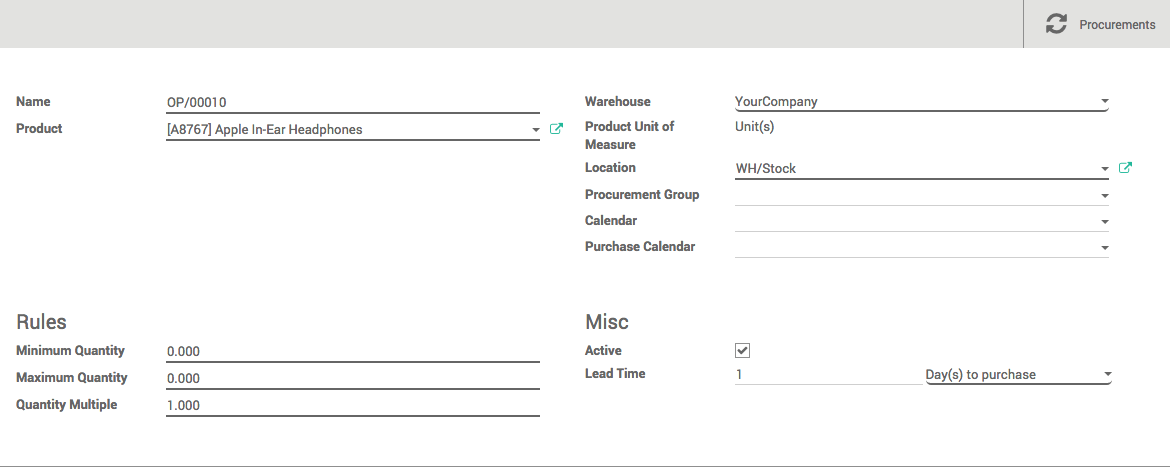 Procurements
Name OP/00010
Product [A8767] Apple In-Ear Headphones
Warehouse YourCompany
Product Unit of Unit(s)
Measure
Location WH/Stock
Procurement Group
Calendar
Purchase Calendar
Rules
Minimum Quantity 0.000
Maximum Quantity 0.000
Quantity Multiple 1.000
Misc
Active
Lead Time 1 Day(s) to purchase